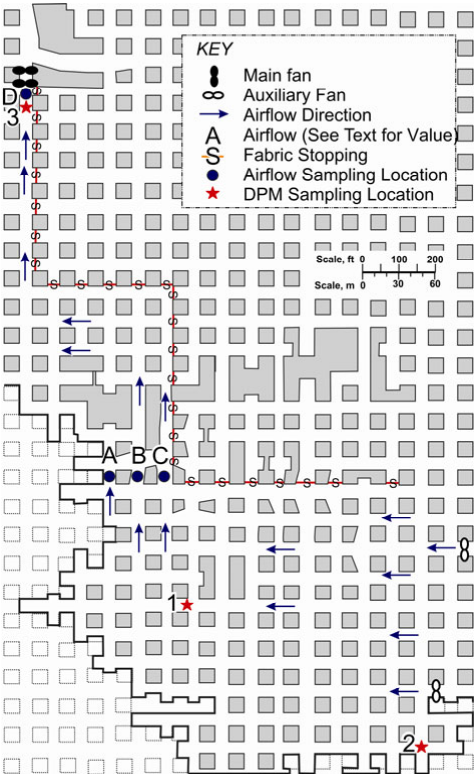 KEY
Main fan
Auxiliary Fan
Airflow Direction
A Airflow (See Text for Value)
S Fabric Stopping
Airflow Sampling Location
DPM Sampling Location
D
3
S
S
S
S
S
S
S
Scale, ft 0 100 200
Scale, m 0 30 60
S S S S S
S
S
S
S
S
S
S
A B C
S S S S S S S
1
2